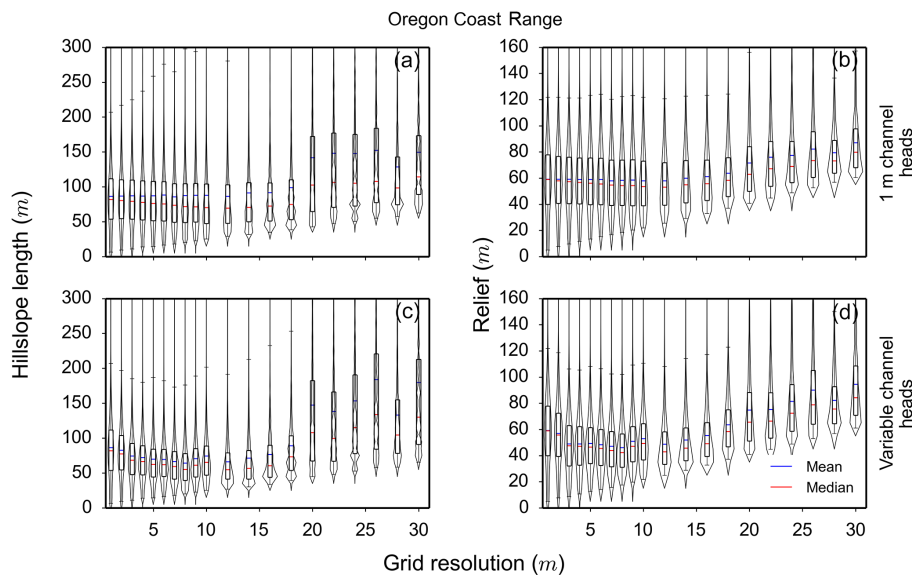 Oregon Coast Range
Hillslope length (m)
300
250
200
150
100
50
0
(a)
Relief (m)
160
140
120
100
80
60
40
20
0
(b)
1 m channel
heads
300
250
200
150
100
50
0
5 10 15 20 25 30
(c)
160
140
120
100
80
60
40
20
0
5 10 15 20 25 30
(d)
Mean
Median
Variable channel
heads
Grid resolution (m)